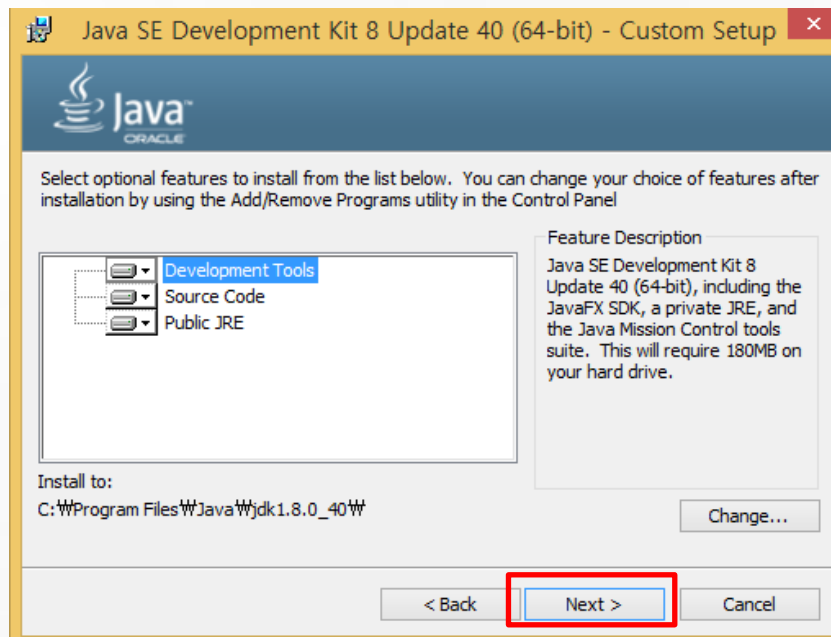 Java SE Development Kit 8 Update 40 (64-bit) - Custom Setup
Java™
ORACLE
Select optional features to install from the list below. You can change your choice of features after
installation by using the Add/Remove Programs utility in the Control Panel
Development Tools
Source Code
Public JRE
Feature Description
Java SE Development Kit 8
Update 40 (64-bit), including the
JavaFX SDK, a private JRE, and
the Java Mission Control tools
suite. This will require 180MB on
your hard drive.
Install to:
C:₩Program Files₩Java₩jdk1.8.0_40₩
Change...
< Back
Next >
Cancel